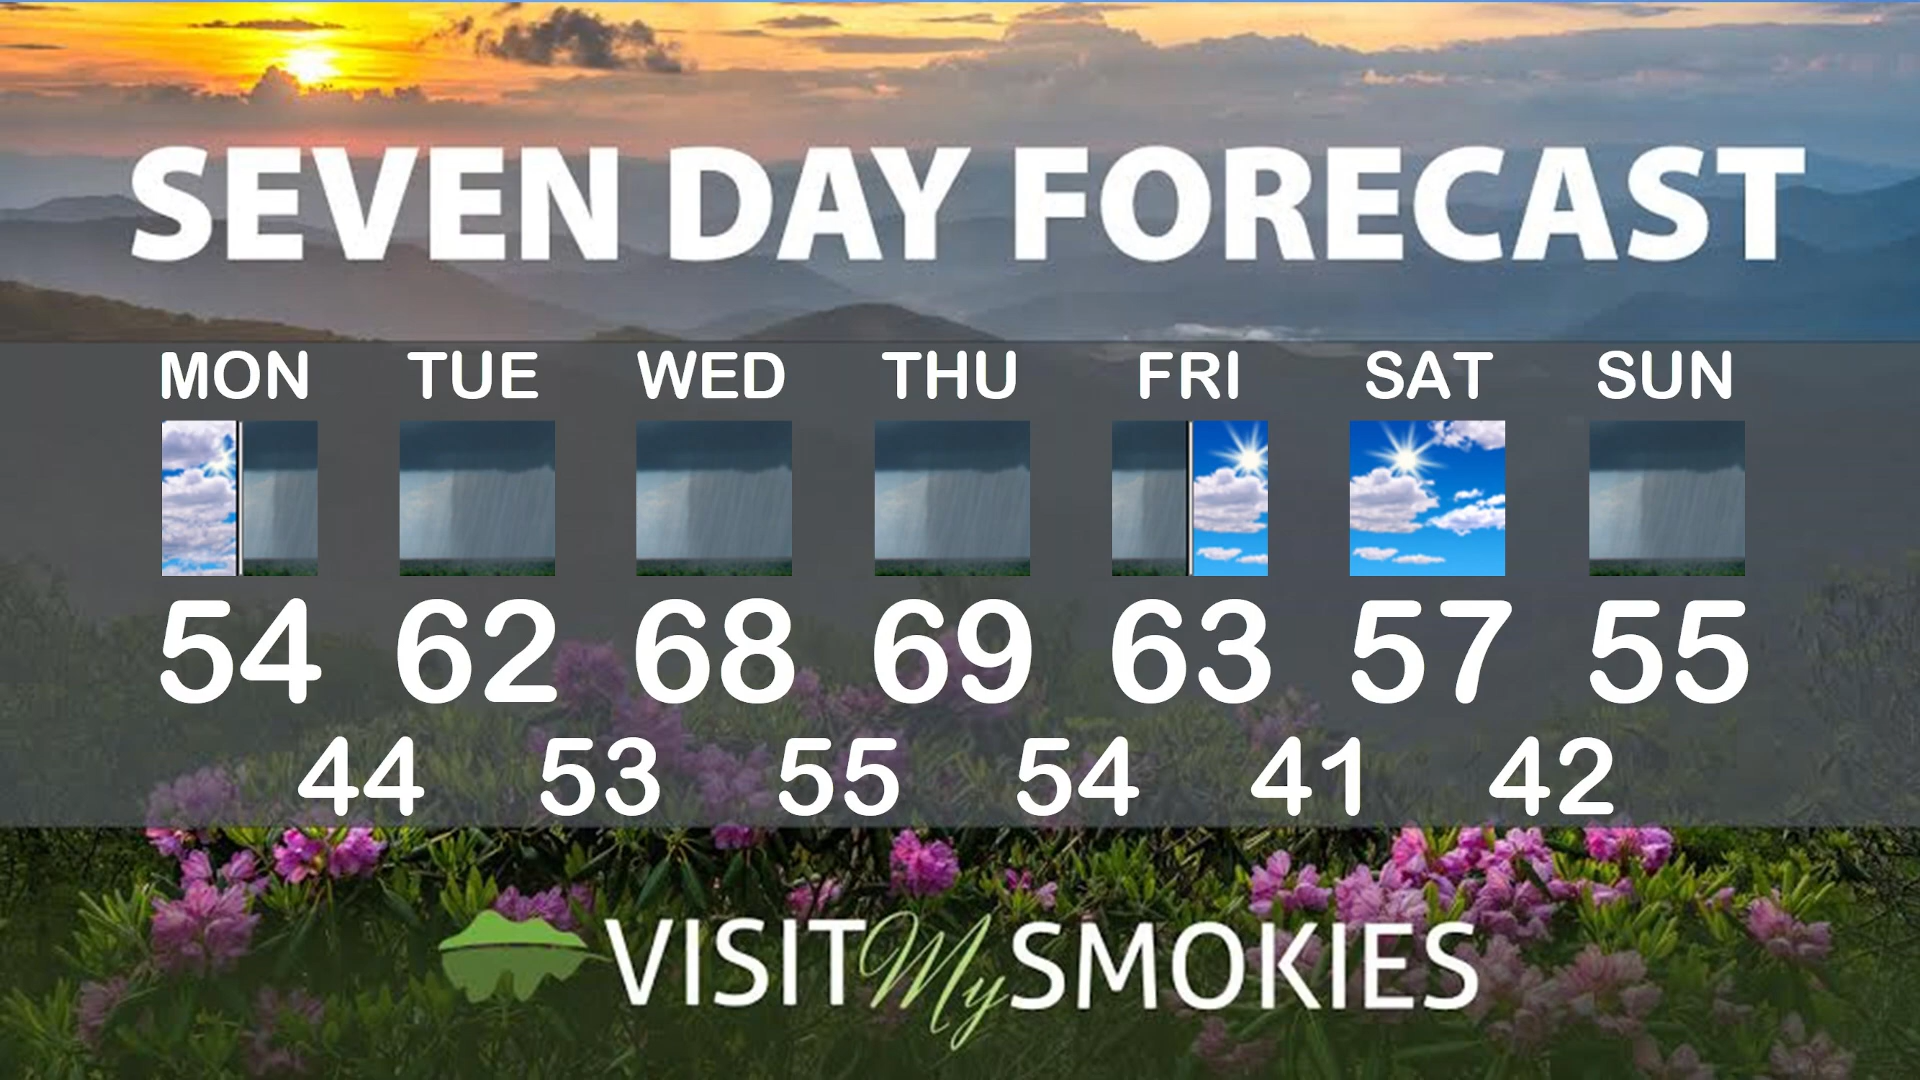 SEVEN DAY FORECAST
MON TUE WED THU FRI SAT SUN
54 62 68 69 63 57 55
44 53 55 54 41 42
VISIT My SMOKIES